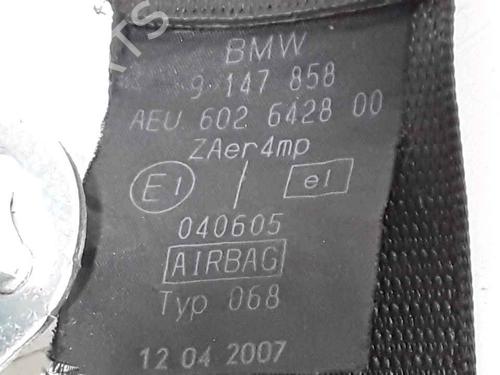 BMW
9 147 858
AEU 602 6428 00
ZAer4mp
E1 / e1
040605
AIRBAG
Typ 068
12 04 2007